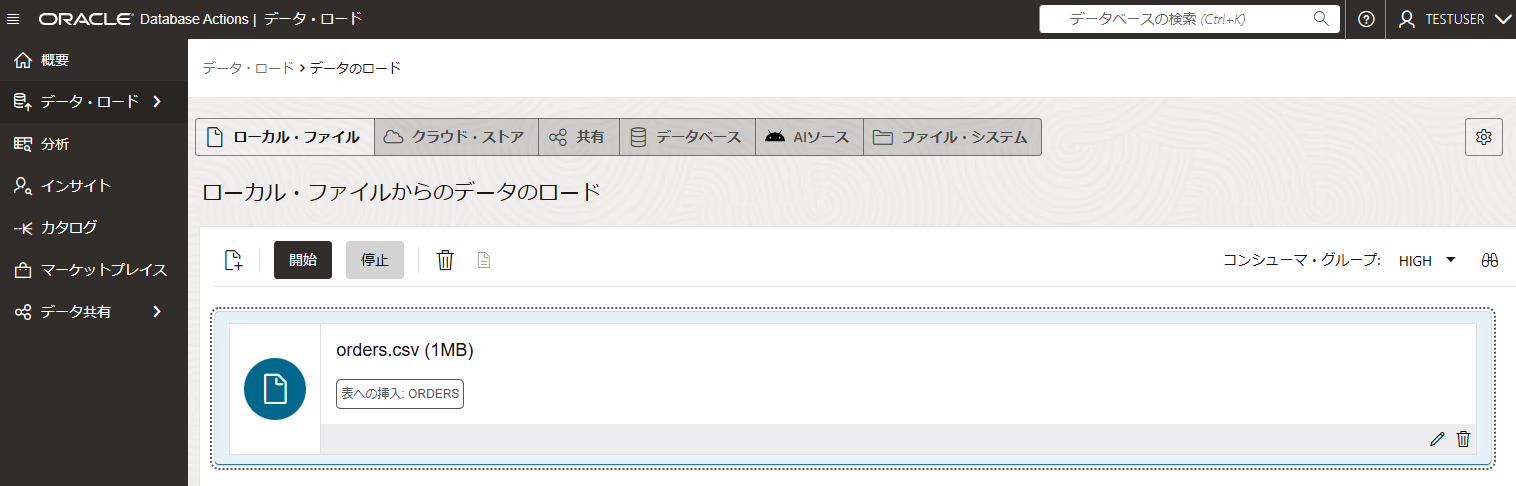 ORACLE Database Actions | データ・ロード
データベースの検索 (Ctrl+K)
TESTUSER
概要
データ・ロード
分析
インサイト
カタログ
マーケットプレイス
データ共有
データ・ロード > データのロード
ローカル・ファイル
クラウド・ストア
共有
データベース
AIソース
ファイル・システム
ローカル・ファイルからのデータのロード
開始
停止
コンシューマ・グループ: HIGH
orders.csv (1MB)
表への挿入: ORDERS